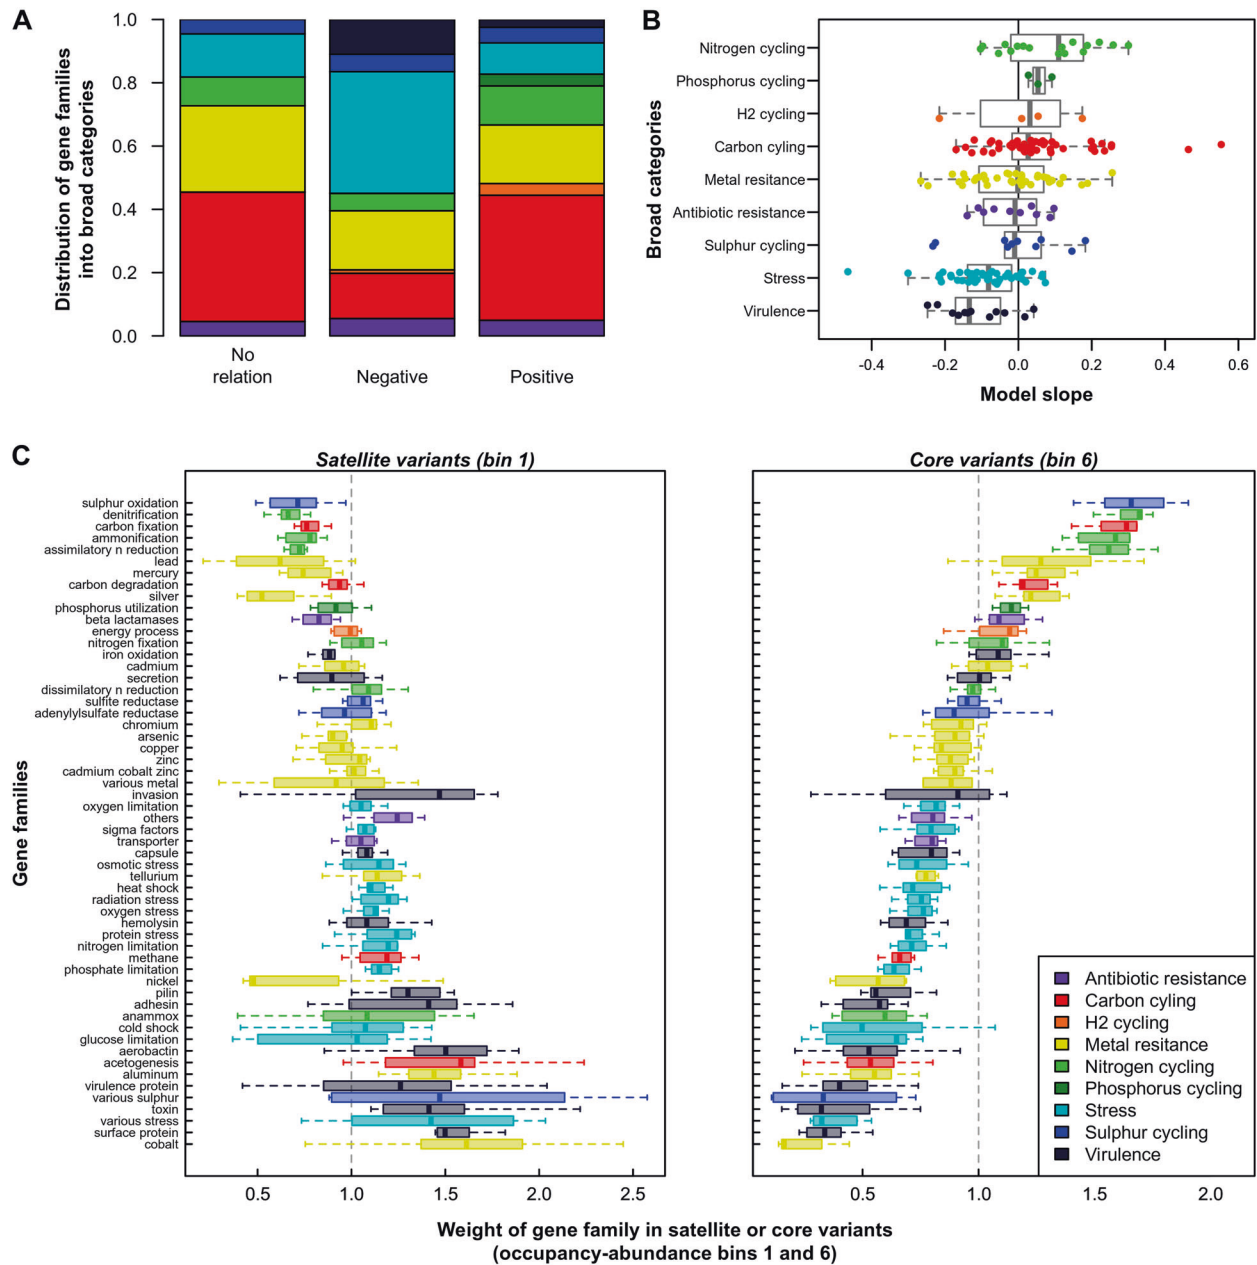 A
Distribution of gene families
into broad categories
1.0
0.8
0.6
0.4
0.2
0.0
No
relation
Negative
Positive
B
Broad categories
Nitrogen cycling
Phosphorus cycling
H2 cycling
Carbon cyling
Metal resitance
Antibiotic resistance
Sulphur cycling
Stress
Virulence
-0.4
-0.2
0.0
0.2
0.4
0.6
Model slope
C
Satellite variants (bin 1)
Core variants (bin 6)
Gene families
sulphur oxidation
denitrification
carbon fixation
ammonification
assimilatory n reduction
lead
mercury
carbon degradation
silver
phosphorus utilization
beta lactamases
energy process
nitrogen fixation
iron oxidation
cadmium
secretion
dissimilatory n reduction
sulfite reductase
adenylylsulfate reductase
chromium
arsenic
copper
zinc
cadmium cobalt zinc
various metal
invasion
oxygen limitation
others
sigma factors
transporter
capsule
osmotic stress
tellurium
heat shock
radiation stress
oxygen stress
hemolysin
protein stress
nitrogen limitation
methane
phosphate limitation
nickel
pilin
adhesin
anammox
cold shock
glucose limitation
aerobactin
acetogenesis
aluminum
virulence protein
various sulphur
toxin
various stress
surface protein
cobalt
0.5
1.0
1.5
2.0
2.5
0.5
1.0
1.5
2.0
Antibiotic resistance
Carbon cyling
H2 cycling
Metal resitance
Nitrogen cycling
Phosphorus cycling
Stress
Sulphur cycling
Virulence
Weight of gene family in satellite or core variants
(occupancy-abundance bins 1 and 6)